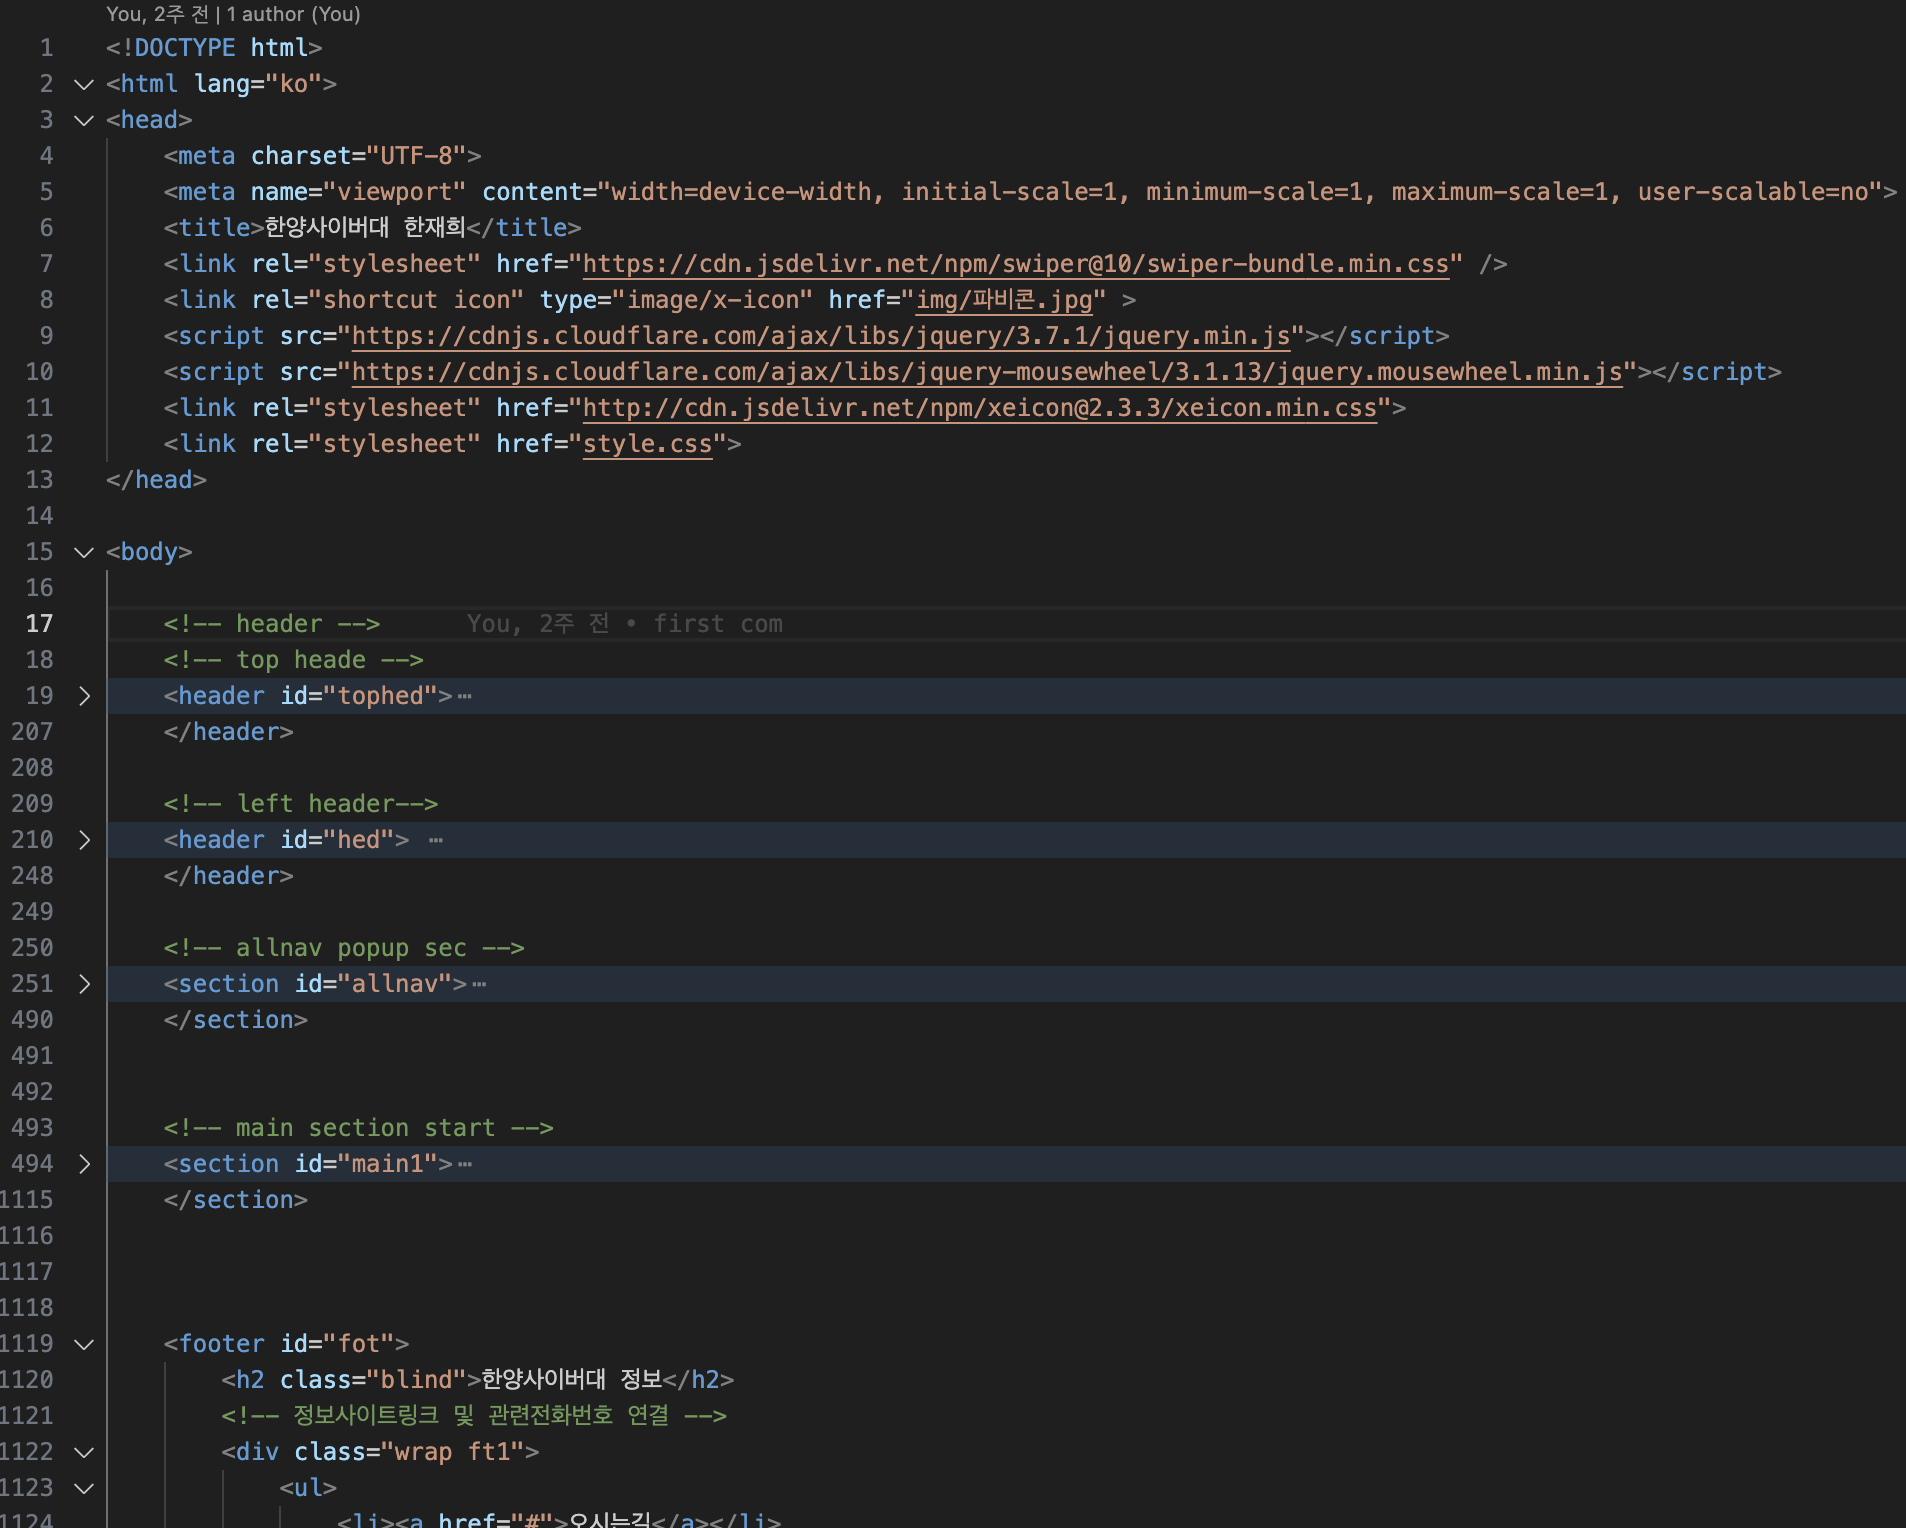 You, 2주 전 | 1 author (You)
1 <!DOCTYPE html>
2 <html lang="ko">
3 <head>
4 <meta charset="UTF-8">
5 <meta name="viewport" content="width=device-width, initial-scale=1, minimum-scale=1, maximum-scale=1, user-scalable=no">
6 <title>한양사이버대 한재희</title>
7 <link rel="stylesheet" href="https://cdn.jsdelivr.net/npm/swiper@10/swiper-bundle.min.css" />
8 <link rel="shortcut icon" type="image/x-icon" href="img/파비콘.jpg" >
9 <script src="https://cdnjs.cloudflare.com/ajax/libs/jquery/3.7.1/jquery.min.js"></script>
10 <script src="https://cdnjs.cloudflare.com/ajax/libs/jquery-mousewheel/3.1.13/jquery.mousewheel.min.js"></script>
11 <link rel="stylesheet" href="http://cdn.jsdelivr.net/npm/xeicon@2.3.3/xeicon.min.css">
12 <link rel="stylesheet" href="style.css">
13 </head>
14
15 <body>
16
17 <!-- header --> You, 2주 전 • first com
18 <!-- top heade -->
19 <header id="tophed">…
207 </header>
208
209 <!-- left header-->
210 <header id="hed"> …
248 </header>
249
250 <!-- allnav popup sec -->
251 <section id="allnav">…
490 </section>
491
492
493 <!-- main section start -->
494 <section id="main1">…
1115 </section>
1116
1117
1118
1119 <footer id="fot">
1120 <h2 class="blind">한양사이버대 정보</h2>
1121 <!-- 정보사이트링크 및 관련전화번호 연결 -->
1122 <div class="wrap ft1">
1123 <ul>
1124 <li><a href="#">오시는길</a></li>